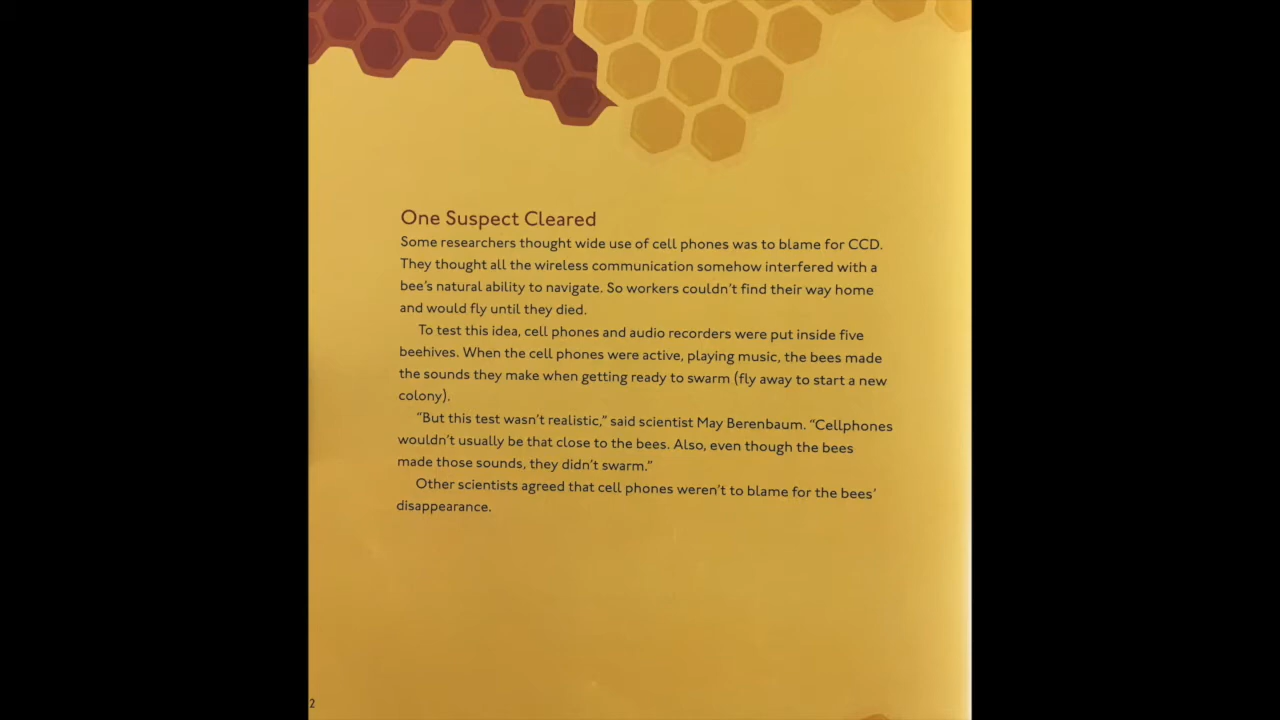 One Suspect Cleared
Some researchers thought wide use of cell phones was to blame for CCD.
They thought all the wireless communication somehow interfered with a
bee's natural ability to navigate. So workers couldn't find their way home
and would fly until they died.
To test this idea, cell phones and audio recorders were put inside five
beehives. When the cell phones were active, playing music, the bees made
the sounds they make when getting ready to swarm (fly away to start a new
colony).
“But this test wasn't realistic,” said scientist May Berenbaum. “Cellphones
wouldn't usually be that close to the bees. Also, even though the bees
made those sounds, they didn't swarm.”
Other scientists agreed that cell phones weren't to blame for the bees'
disappearance.
2